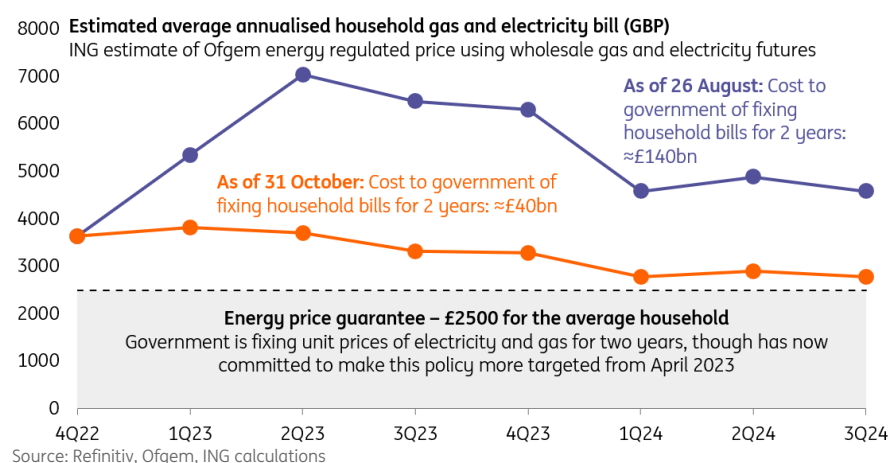 Estimated average annualised household gas and electricity bill (GBP)
ING estimate of Ofgem energy regulated price using wholesale gas and electricity futures
8000
7000
6000
5000
4000
3000
2000
1000
0
As of 26 August: Cost to
government of fixing
household bills for 2 years:
≈£140bn
As of 31 October: Cost to government of
fixing household bills for 2 years: ≈£40bn
Energy price guarantee – £2500 for the average household
Government is fixing unit prices of electricity and gas for two years, though has now
committed to make this policy more targeted from April 2023
4Q22 1Q23 2Q23 3Q23 4Q23 1Q24 2Q24 3Q24
Source: Refinitiv, Ofgem, ING calculations